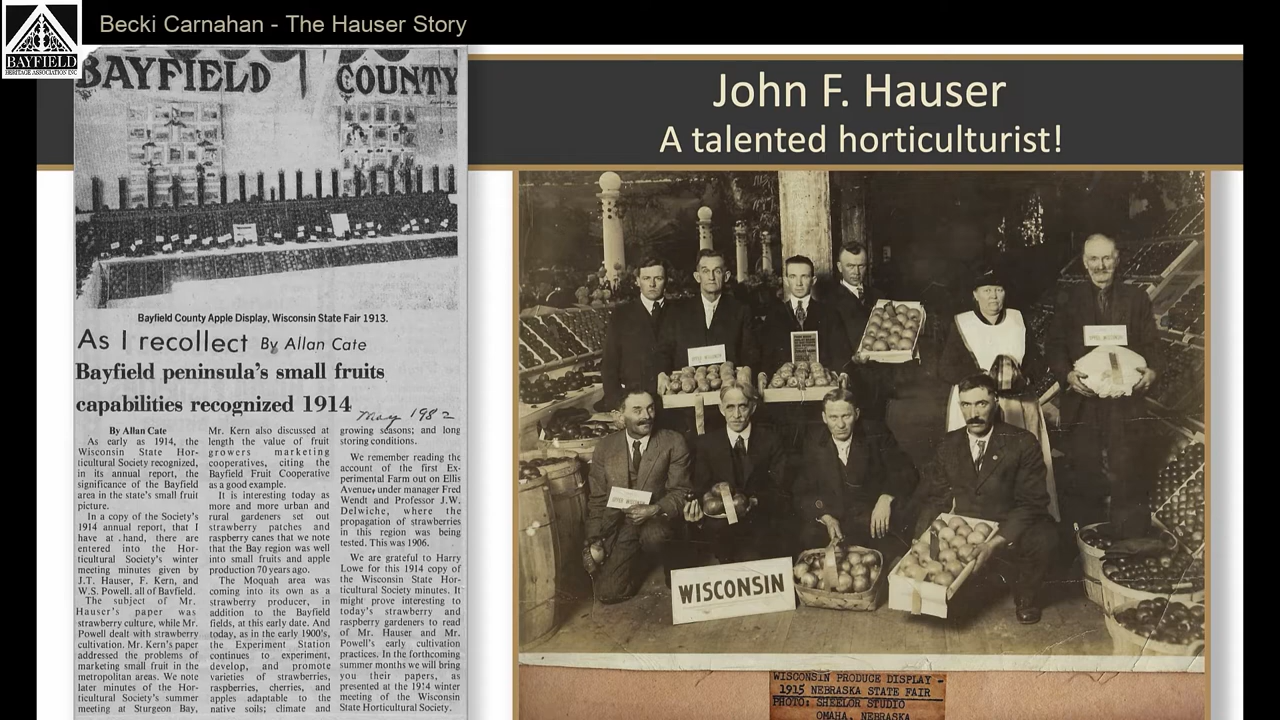 Becki Carnahan - The Hauser Story
BAYFIELD
HERITAGE ASSOCIATION INC
John F. Hauser
A talented horticulturist!
BAYFIELD COUNTY
Bayfield County Apple Display, Wisconsin State Fair 1913.
As I recollect By Allan Cate
Bayfield peninsula's small fruits
capabilities recognized 1914
May 1982
By Allan Cate
As early as 1914, the
Wisconsin State Hor-
ticultural Society recognized,
in its annual report, the
significance of the Bayfield
area in the state's small fruit
picture.
In a copy of the Society's
1914 annual report, that I
have at hand, there are
entered into the Hor-
ticultural Society's winter
meeting minutes given by
J.T. Hauser, F. Kern, and
W.S. Powell, all of Bayfield.
The subject of Mr.
Hauser's paper was
strawberry culture, while Mr.
Powell dealt with strawberry
cultivation. Mr. Kern's paper
addressed the problems of
marketing small fruit in the
metropolitan areas. We note
later minutes of the Hor-
ticultural Society's summer
meeting at Sturgeon Bay,
Mr. Kern also discussed at
length the value of fruit
growers marketing
cooperatives, citing the
Bayfield Fruit Cooperative
as a good example.
It is interesting today as
more and more urban and
rural gardeners set out
strawberry patches and
raspberry canes that we note
that the Bay region was well
into small fruits and apple
production 70 years ago.
The Moquah area was
coming into its own as a
strawberry producer, in
addition to the Bayfield
fields, at this early date. And
today, as in the early 1900's,
the Experiment Station
continues to experiment,
develop, and promote
varieties of strawberries,
raspberries, cherries, and
apples adaptable to our
native soils; climate and
growing seasons; and long
storing conditions.
We remember reading the
account of the first Ex-
perimental Farm out on Ellis
Avenue, under manager Fred
Wendt and Professor J.W.
Delwiche, where the
propagation of strawberries
in this region was being
tested. This was 1906.
We are grateful to Harry
Lowe for this 1914 copy of
the Wisconsin State Hor-
ticultural Society minutes. It
might prove interesting to
today's strawberry and
raspberry gardeners to read
of Mr. Hauser and Mr.
Powell's early cultivation
practices. In the forthcoming
summer months we will bring
you their papers, as
presented at the 1914 winter
meeting of the Wisconsin
State Horticultural Society.
WISCONSIN
WISCONSIN PRODUCE DISPLAY -
1915 NEBRASKA STATE FAIR
PHOTO: SHEELOR STUDIO
OMAHA, NEBRASKA